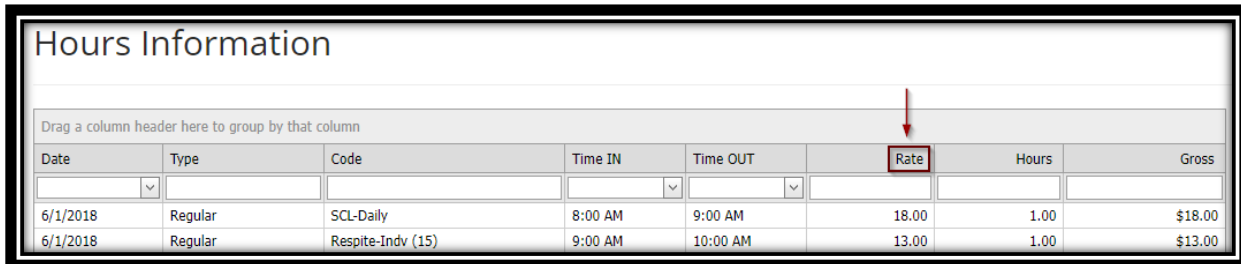 Hours Information
Drag a column header here to group by that column
Date Type Code Time IN Time OUT Rate Hours Gross
6/1/2018 Regular SCL-Daily 8:00 AM 9:00 AM 18.00 1.00 $18.00
6/1/2018 Regular Respite-Indv (15) 9:00 AM 10:00 AM 13.00 1.00 $13.00